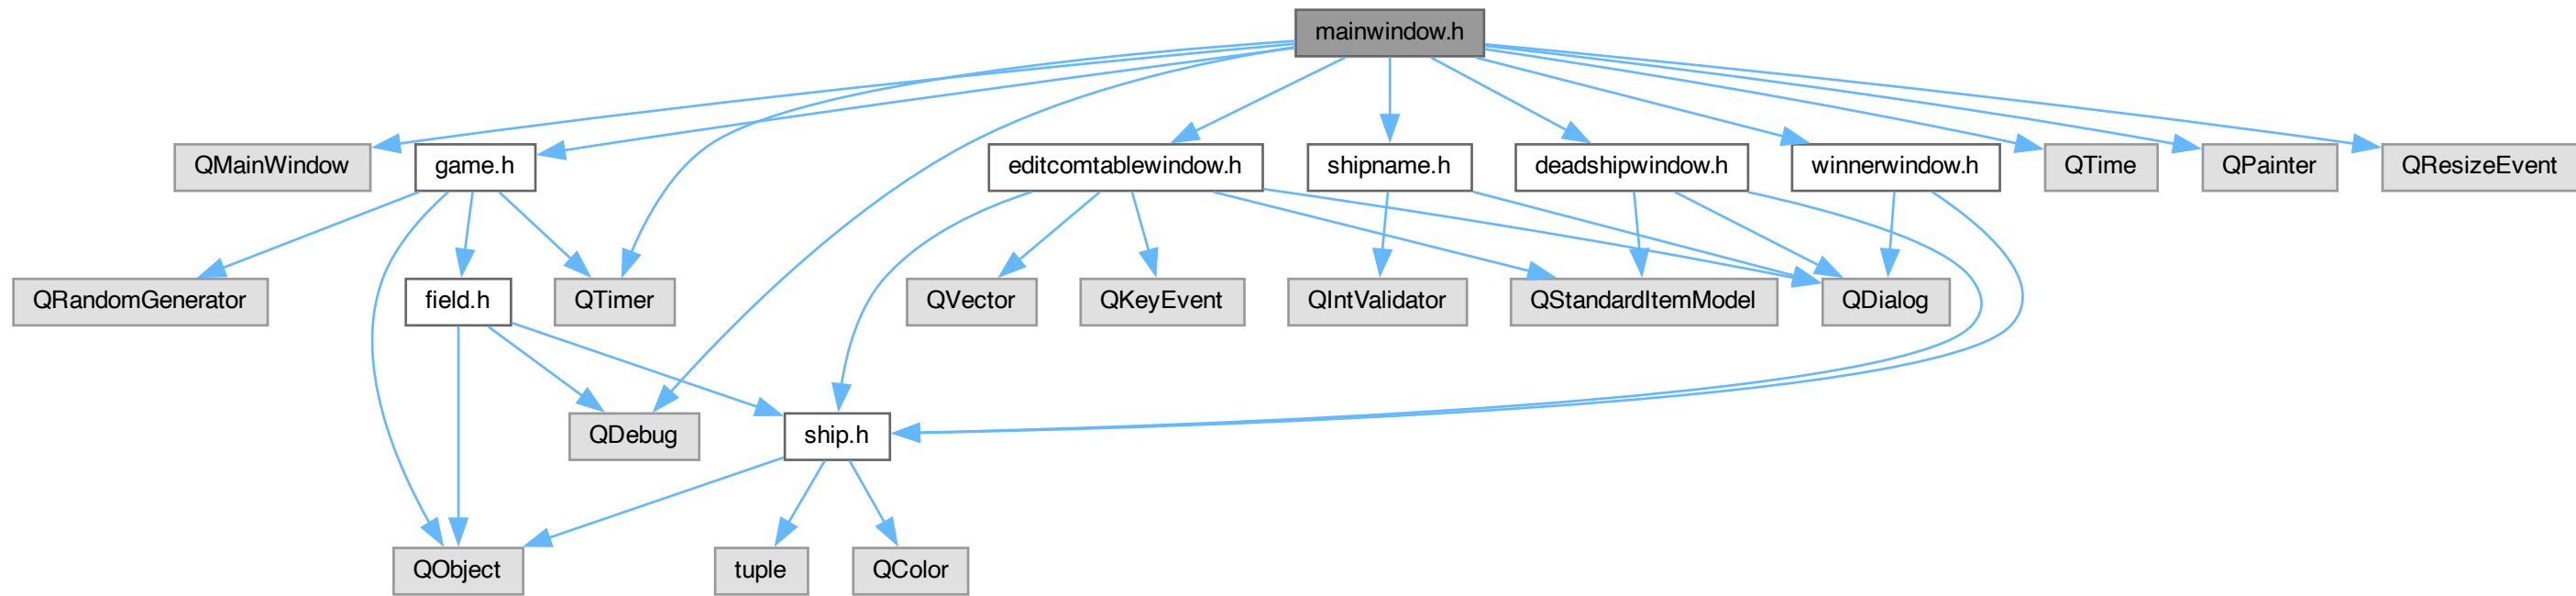 mainwindow.h
QMainWindow
game.h
editcomtablewindow.h
shipname.h
deadshipwindow.h
winnerwindow.h
QTime
QPainter
QResizeEvent
QRandomGenerator
field.h
QTimer
QVector
QKeyEvent
QIntValidator
QStandardItemModel
QDialog
QDebug
ship.h
QObject
tuple
QColor